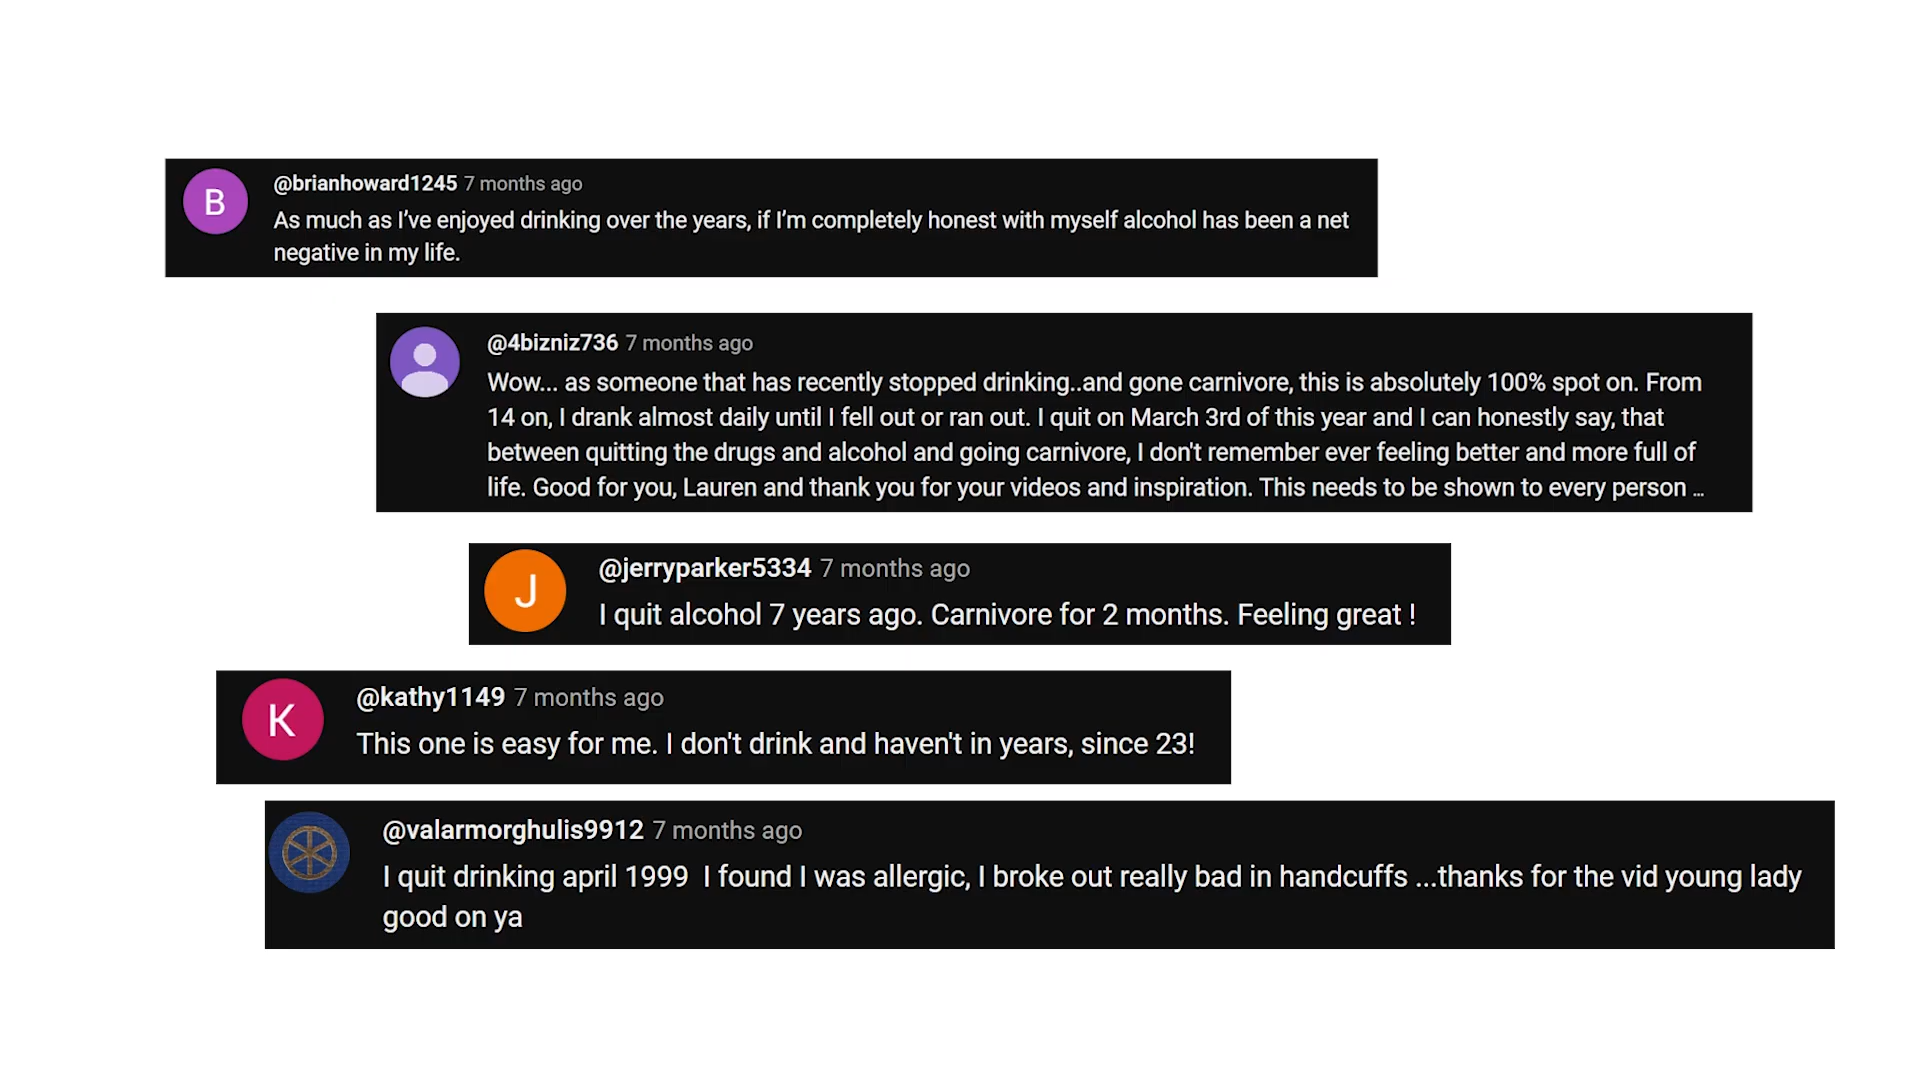 B
@brianhoward1245 7 months ago
As much as I’ve enjoyed drinking over the years, if I’m completely honest with myself alcohol has been a net
negative in my life.
@4bizniz736 7 months ago
Wow... as someone that has recently stopped drinking..and gone carnivore, this is absolutely 100% spot on. From
14 on, I drank almost daily until I fell out or ran out. I quit on March 3rd of this year and I can honestly say, that
between quitting the drugs and alcohol and going carnivore, I don't remember ever feeling better and more full of
life. Good for you, Lauren and thank you for your videos and inspiration. This needs to be shown to every person ...
J
@jerryparker5334 7 months ago
I quit alcohol 7 years ago. Carnivore for 2 months. Feeling great !
K
@kathy1149 7 months ago
This one is easy for me. I don't drink and haven't in years, since 23!
@valarmorghulis9912 7 months ago
I quit drinking april 1999  I found I was allergic, I broke out really bad in handcuffs ...thanks for the vid young lady
good on ya